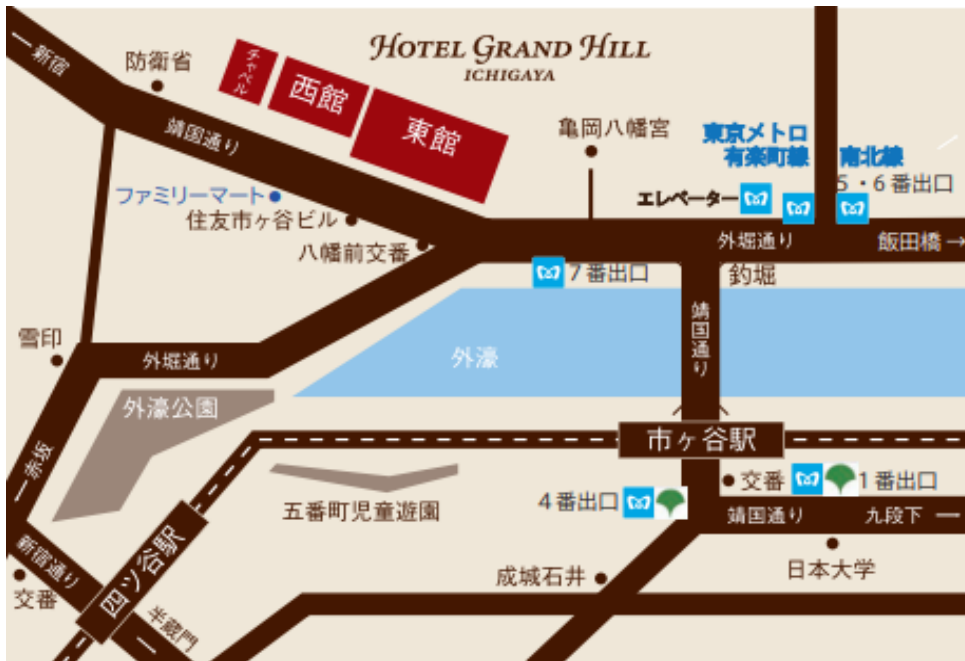 新宿
防衛省
チャペル
西館
東館
HOTEL GRAND HILL
ICHIGAYA
靖国通り
亀岡八幡宮
東京メトロ
有楽町線
南北線
5・6番出口
エレベーター
ファミリーマート
住友市ヶ谷ビル
八幡前交番
外堀通り
飯田橋→
7番出口
釣堀
靖国通り
雪印
外堀通り
外濠
外濠公園
市ヶ谷駅
赤坂
交番
1番出口
五番町児童遊園
4番出口
靖国通り
九段下
新宿通り
四ツ谷駅
成城石井
日本大学
交番
半蔵門